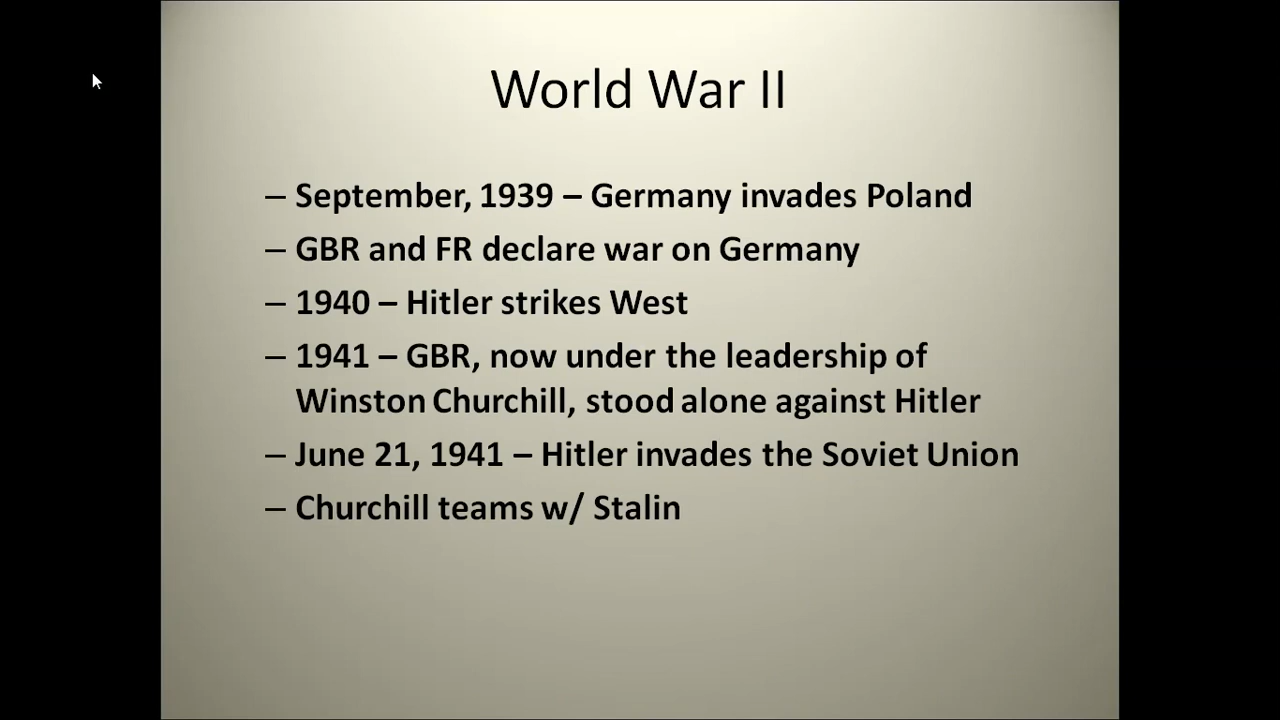 World War II
– September, 1939 – Germany invades Poland
– GBR and FR declare war on Germany
– 1940 – Hitler strikes West
– 1941 – GBR, now under the leadership of
Winston Churchill, stood alone against Hitler
– June 21, 1941 – Hitler invades the Soviet Union
– Churchill teams w/ Stalin